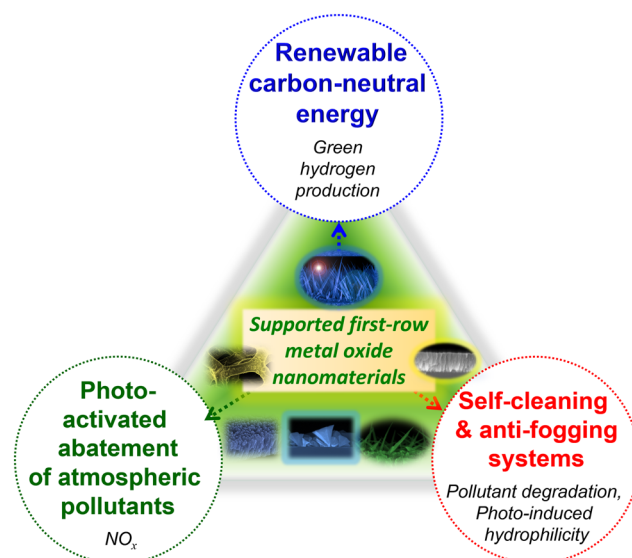 Renewable
carbon-neutral
energy
Green
hydrogen
production
Supported first-row
metal oxide
nanomaterials
Photo-
activated
abatement
of atmospheric
pollutants
NOx
Self-cleaning
& anti-fogging
systems
Pollutant degradation,
Photo-induced
hydrophilicity